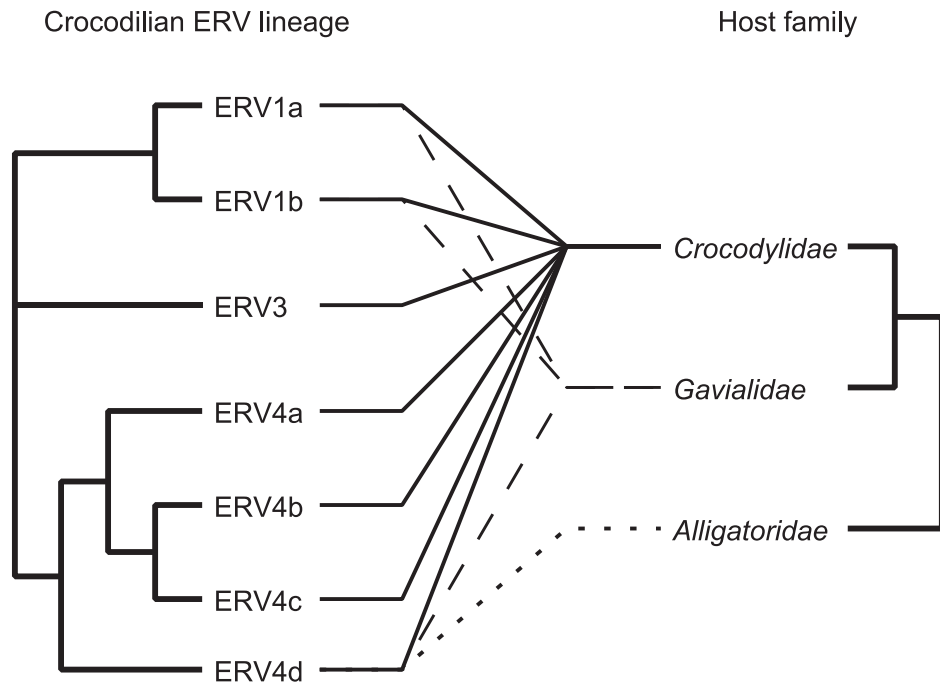 Crocodilian ERV lineage
Host family
ERV1a
ERV1b
ERV3
ERV4a
ERV4b
ERV4c
ERV4d
Crocodylidae
Gavialidae
Alligatoridae